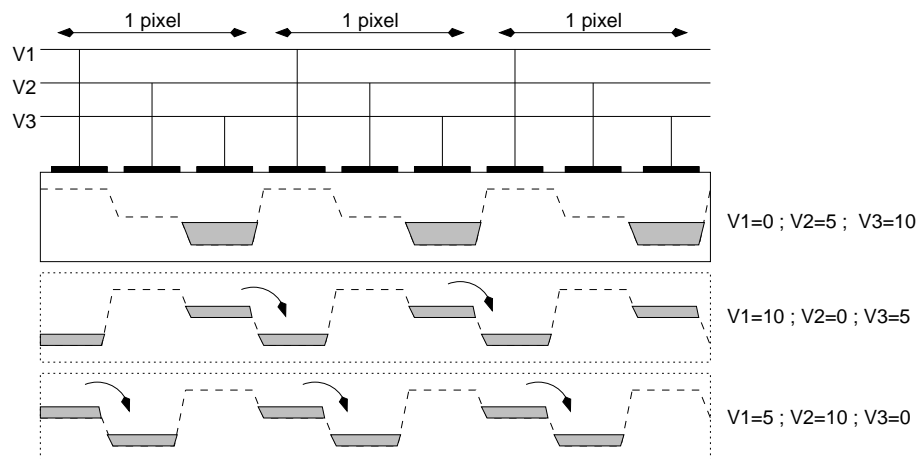 1 pixel 1 pixel 1 pixel
V1
V2
V3
V1=0 ; V2=5 ; V3=10
V1=10 ; V2=0 ; V3=5
V1=5 ; V2=10 ; V3=0